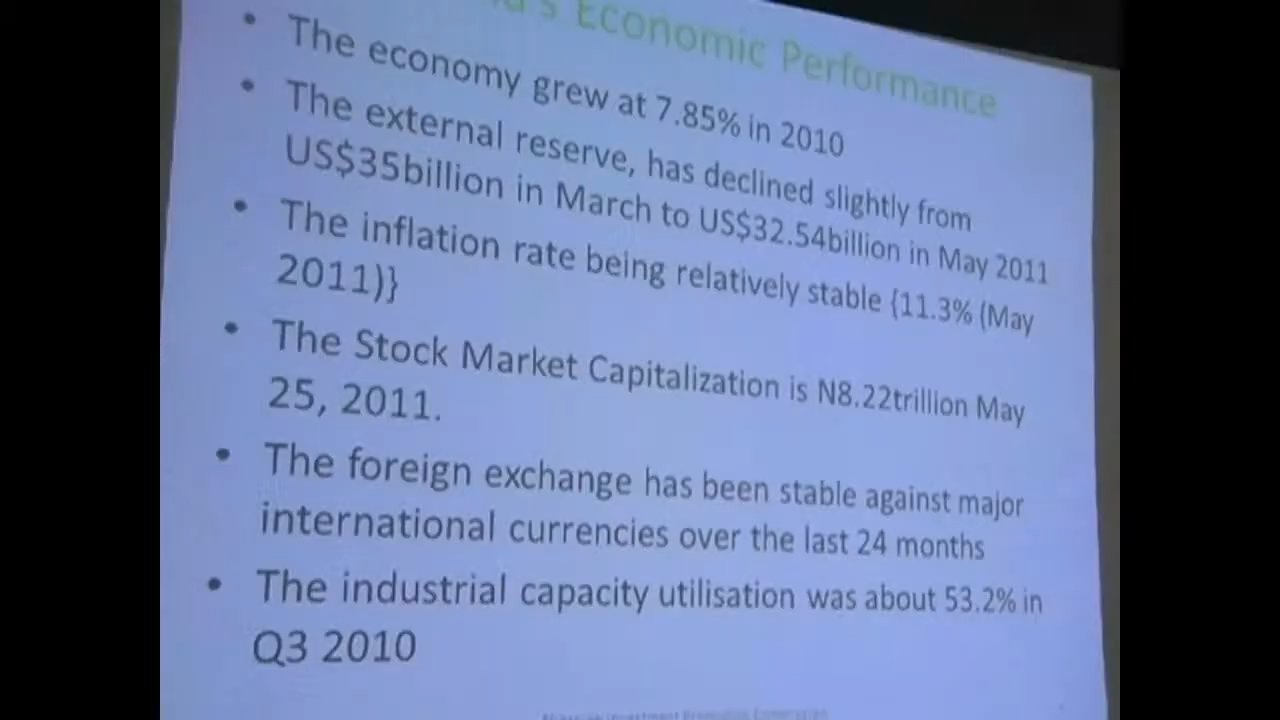 's Economic Performance
• The economy grew at 7.85% in 2010
• The external reserve, has declined slightly from
US$35billion in March to US$32.54billion in May 2011
• The inflation rate being relatively stable {11.3% (May
2011)}
• The Stock Market Capitalization is N8.22trillion May
25, 2011.
• The foreign exchange has been stable against major
international currencies over the last 24 months
• The industrial capacity utilisation was about 53.2% in
Q3 2010